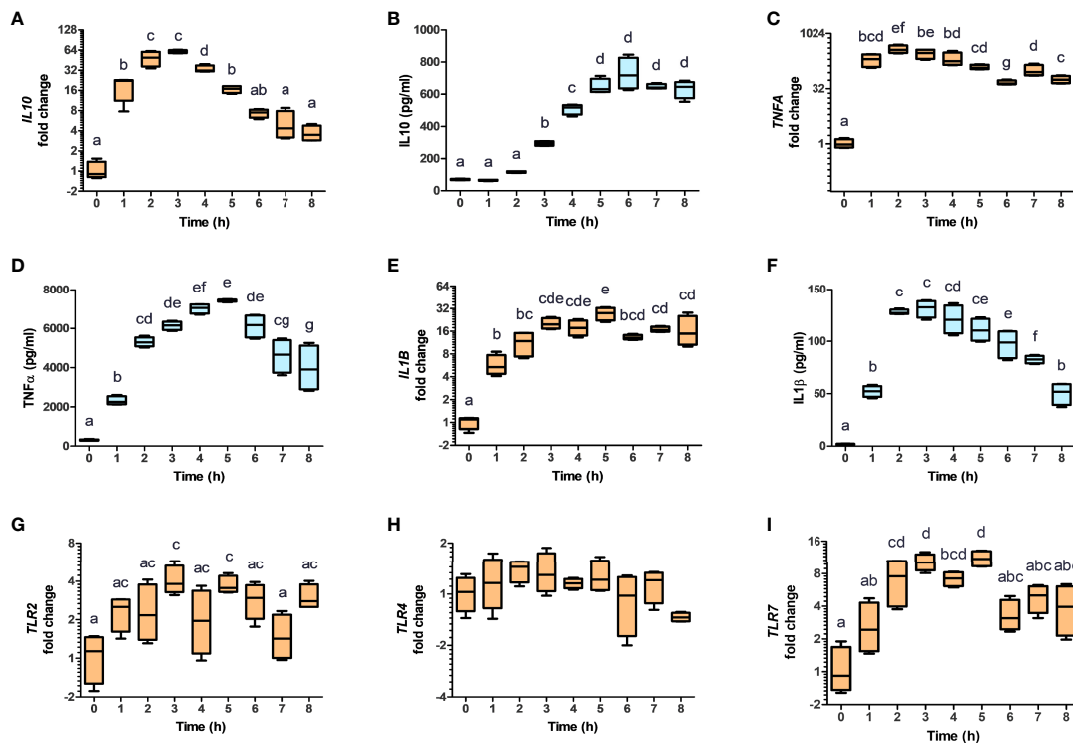 A
128
64
32
16
8
4
2
1
-2
IL10
fold change
a
b
c
c
d
b
ab
a
a
0 1 2 3 4 5 6 7 8
Time (h)
B
1000
800
600
400
200
0
IL10 (pg/ml)
a
a
a
b
c
d
d
d
d
0 1 2 3 4 5 6 7 8
Time (h)
C
1024
32
1
TNFA
fold change
a
bcd
ef
be
bd
cd
g
d
c
0 1 2 3 4 5 6 7 8
Time (h)
D
8000
6000
4000
2000
0
TNFα (pg/ml)
a
b
cd
de
ef
e
de
cg
g
0 1 2 3 4 5 6 7 8
Time (h)
E
64
32
16
8
4
2
1
-2
IL1B
fold change
a
b
bc
cde
cde
e
bcd
cd
cd
0 1 2 3 4 5 6 7 8
Time (h)
F
150
100
50
0
IL1β (pg/ml)
a
b
c
c
cd
ce
e
f
b
0 1 2 3 4 5 6 7 8
Time (h)
G
8
4
2
1
-2
TLR2
fold change
a
ac
ac
c
ac
c
ac
a
ac
0 1 2 3 4 5 6 7 8
Time (h)
H
2
1
-2
-4
TLR4
fold change
0 1 2 3 4 5 6 7 8
Time (h)
I
16
8
4
2
1
-2
TLR7
fold change
a
ab
cd
d
bcd
d
abc
abc
abc
0 1 2 3 4 5 6 7 8
Time (h)